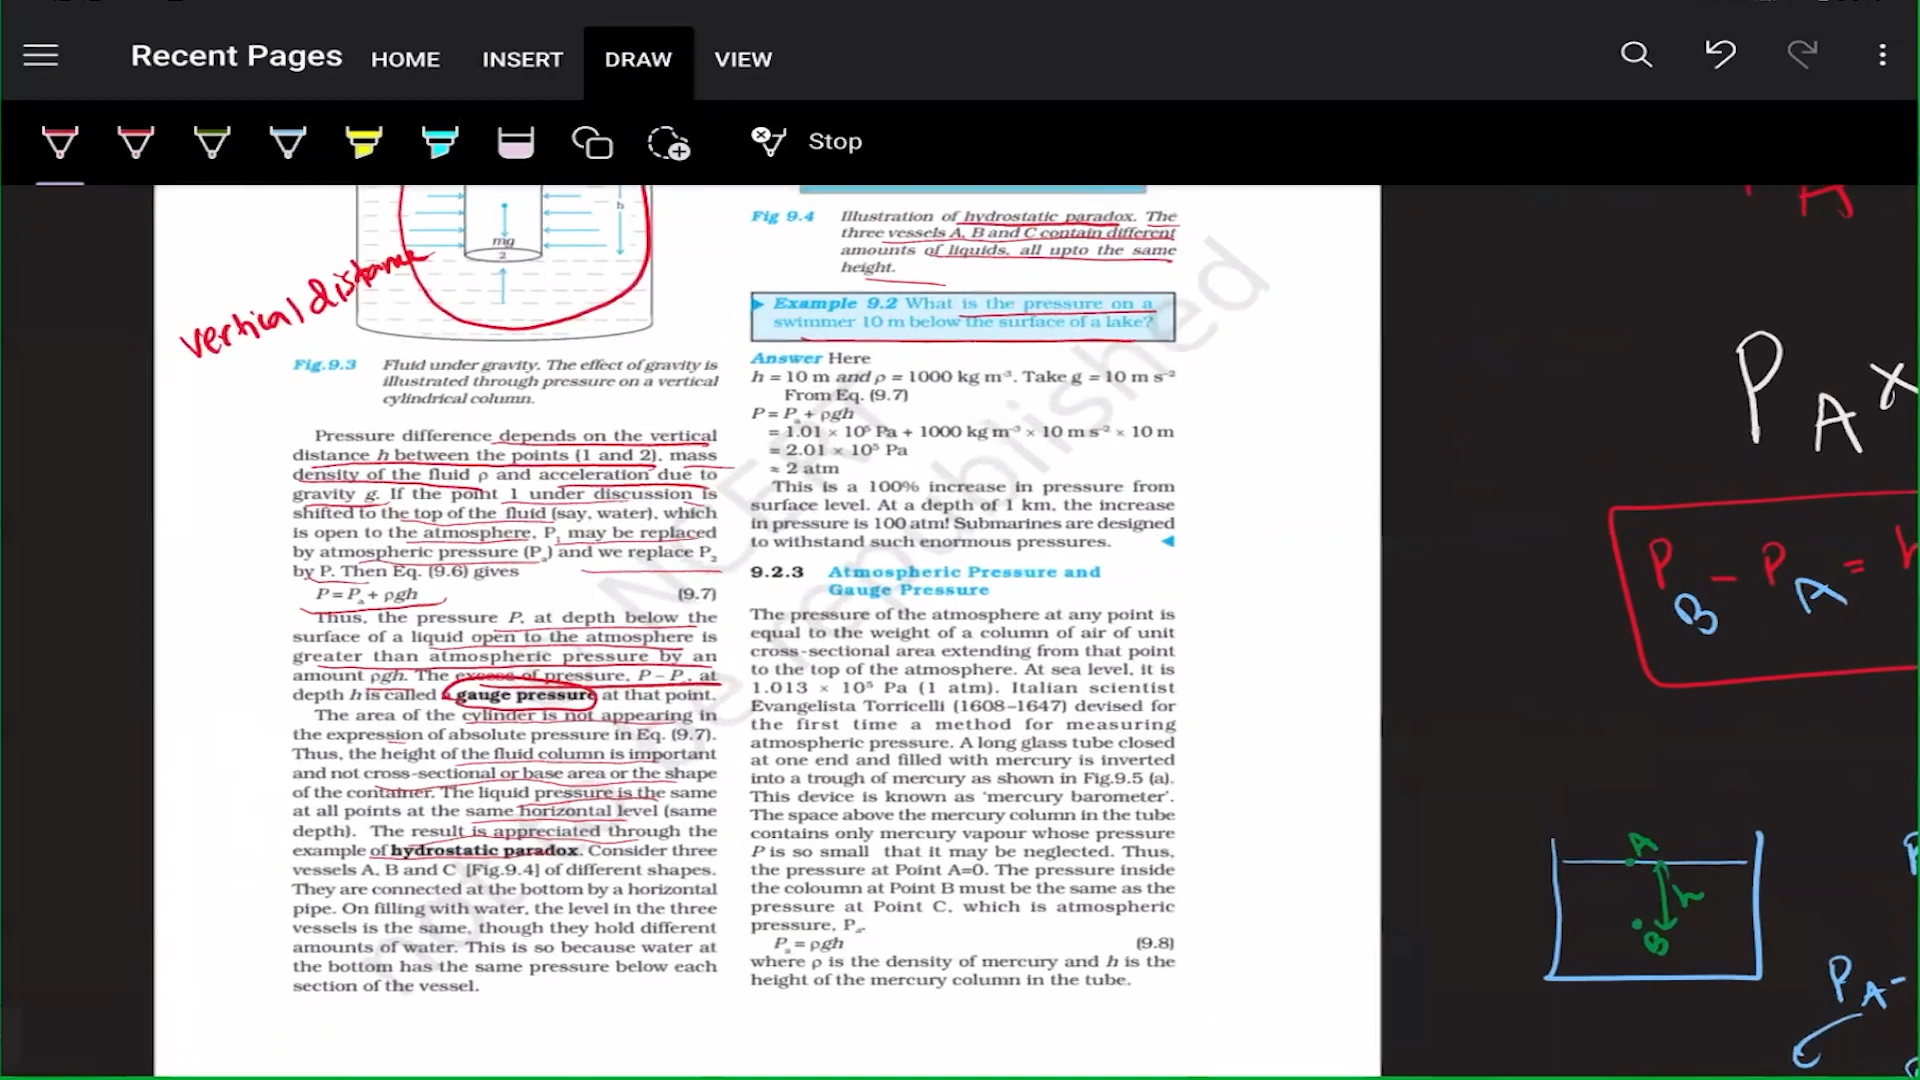 Recent Pages HOME INSERT DRAW VIEW
Stop
mg
2
h
vertical distance
Fig.9.3 Fluid under gravity. The effect of gravity is
illustrated through pressure on a vertical
cylindrical column.
Pressure difference depends on the vertical
distance h between the points (1 and 2), mass
density of the fluid ρ and acceleration due to
gravity g. If the point 1 under discussion is
shifted to the top of the fluid (say, water), which
is open to the atmosphere, P₁ may be replaced
by atmospheric pressure (Pₐ) and we replace P₂
by P. Then Eq. (9.6) gives
P = Pₐ + ρgh (9.7)
Thus, the pressure P, at depth below the
surface of a liquid open to the atmosphere is
greater than atmospheric pressure by an
amount ρgh. The excess of pressure, P − Pₐ, at
depth h is called a gauge pressure at that point.
The area of the cylinder is not appearing in
the expression of absolute pressure in Eq. (9.7).
Thus, the height of the fluid column is important
and not cross-sectional or base area or the shape
of the container. The liquid pressure is the same
at all points at the same horizontal level (same
depth). The result is appreciated through the
example of hydrostatic paradox. Consider three
vessels A, B and C [Fig.9.4] of different shapes.
They are connected at the bottom by a horizontal
pipe. On filling with water, the level in the three
vessels is the same, though they hold different
amounts of water. This is so because water at
the bottom has the same pressure below each
section of the vessel.
Fig 9.4 Illustration of hydrostatic paradox. The
three vessels A, B and C contain different
amounts of liquids, all upto the same
height.
Example 9.2 What is the pressure on a
swimmer 10 m below the surface of a lake?
Answer Here
h = 10 m and ρ = 1000 kg m⁻³. Take g = 10 m s⁻²
From Eq. (9.7)
P = Pₐ + ρgh
= 1.01 × 10⁵ Pa + 1000 kg m⁻³ × 10 m s⁻² × 10 m
= 2.01 × 10⁵ Pa
≈ 2 atm
This is a 100% increase in pressure from
surface level. At a depth of 1 km, the increase
in pressure is 100 atm! Submarines are designed
to withstand such enormous pressures.
9.2.3 Atmospheric Pressure and
Gauge Pressure
The pressure of the atmosphere at any point is
equal to the weight of a column of air of unit
cross-sectional area extending from that point
to the top of the atmosphere. At sea level, it is
1.013 × 10⁵ Pa (1 atm). Italian scientist
Evangelista Torricelli (1608–1647) devised for
the first time a method for measuring
atmospheric pressure. A long glass tube closed
at one end and filled with mercury is inverted
into a trough of mercury as shown in Fig.9.5 (a).
This device is known as ‘mercury barometer’.
The space above the mercury column in the tube
contains only mercury vapour whose pressure
P is so small that it may be neglected. Thus,
the pressure at Point A=0. The pressure inside
the coloumn at Point B must be the same as the
pressure at Point C, which is atmospheric
pressure, Pₐ.
Pₐ = ρgh (9.8)
where ρ is the density of mercury and h is the
height of the mercury column in the tube.
republished
A
P A ×
P B − P A = h
A
h
B
P A -